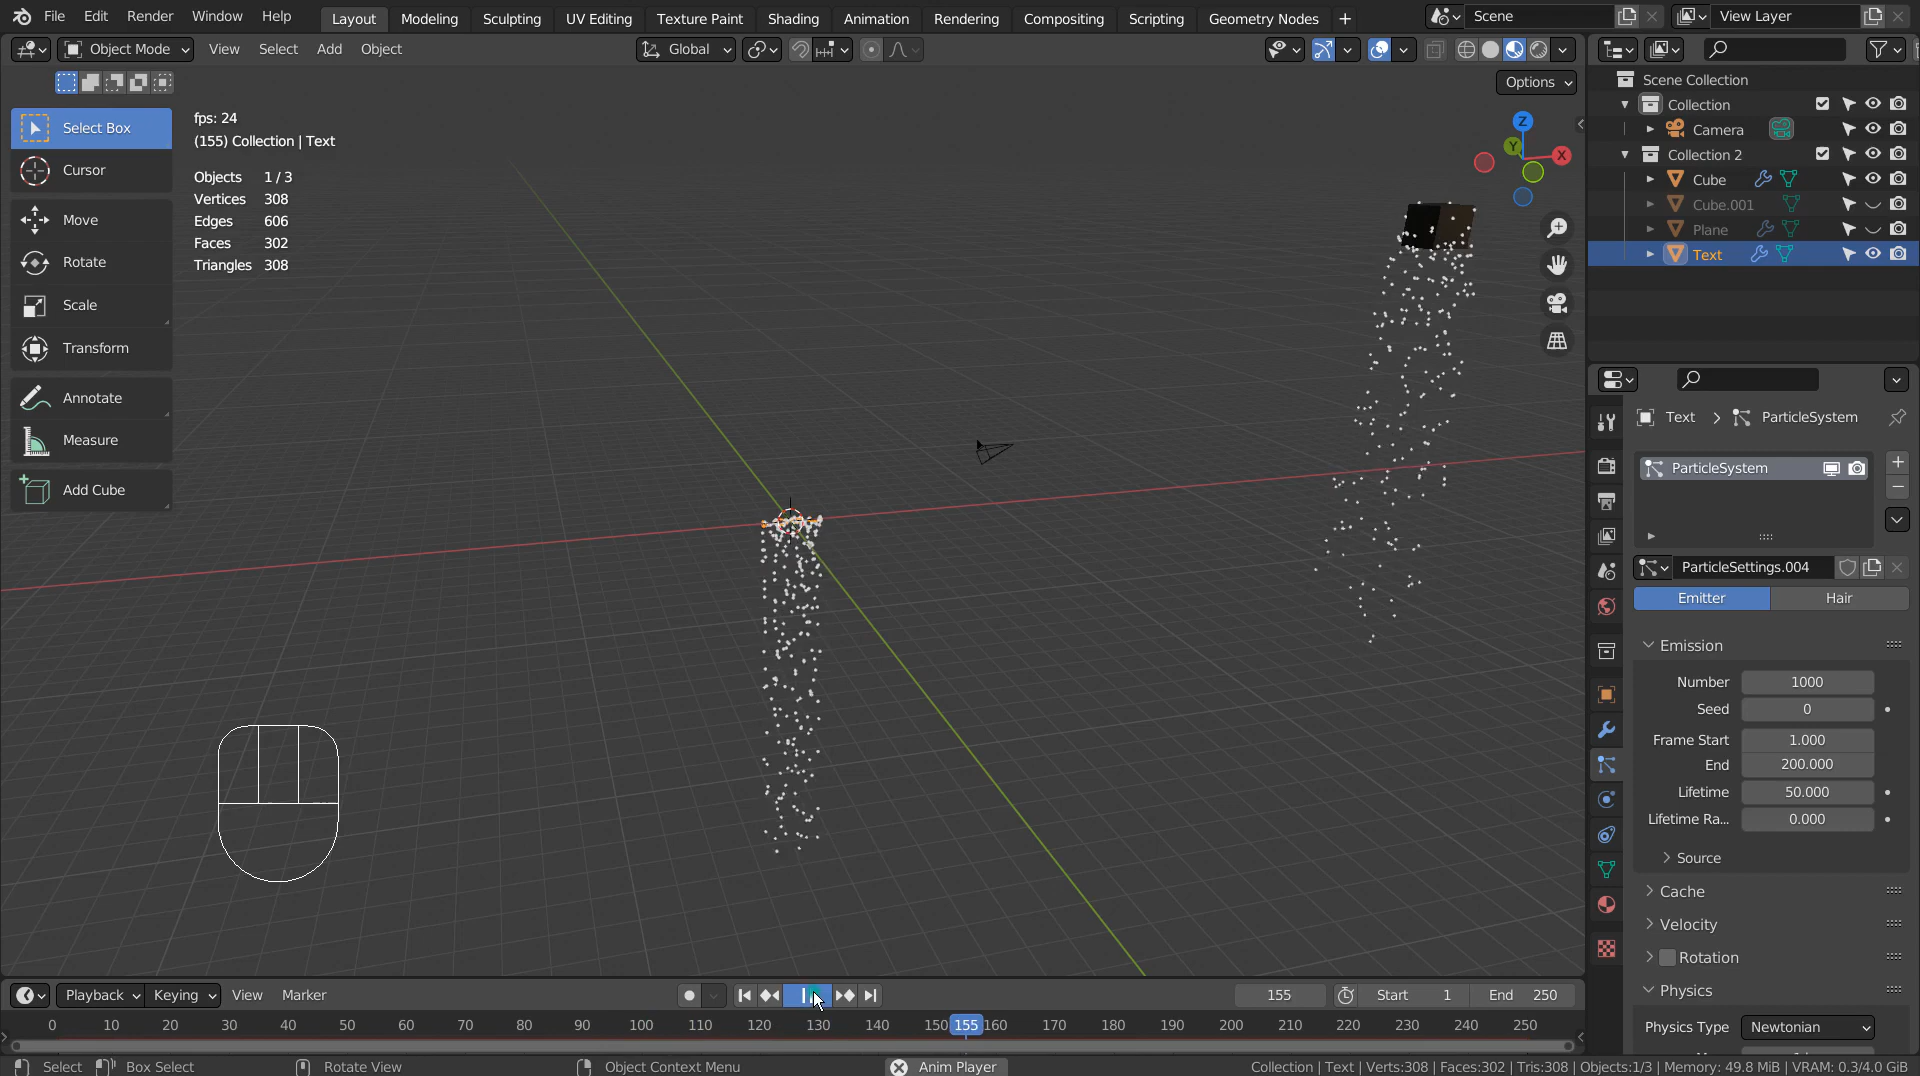 File Edit Render Window Help Layout Modeling Sculpting UV Editing Texture Paint Shading Animation Rendering Compositing Scripting Geometry Nodes + Scene View Layer
Object Mode View Select Add Object Global
Options
Select Box
Cursor
Move
Rotate
Scale
Transform
Annotate
Measure
Add Cube
fps: 24
(155) Collection | Text
Objects 1 / 3
Vertices 308
Edges 606
Faces 302
Triangles 308
Z
Y
X
Scene Collection
Collection
Camera
Collection 2
Cube
Cube.001
Plane
Text
Text ParticleSystem
ParticleSystem
ParticleSettings.004
Emitter Hair
Emission
Number 1000
Seed 0
Frame Start 1.000
End 200.000
Lifetime 50.000
Lifetime Ra... 0.000
Source
Cache
Velocity
Rotation
Physics
Physics Type Newtonian
Playback Keying View Marker 155 Start 1 End 250
0 10 20 30 40 50 60 70 80 90 100 110 120 130 140 150 155 160 170 180 190 200 210 220 230 240 250
Select Box Select Rotate View Object Context Menu Anim Player Collection | Text | Verts:308 | Faces:302 | Tris:308 | Objects:1/3 | Memory: 49.8 MiB | VRAM: 0.3/4.0 GiB